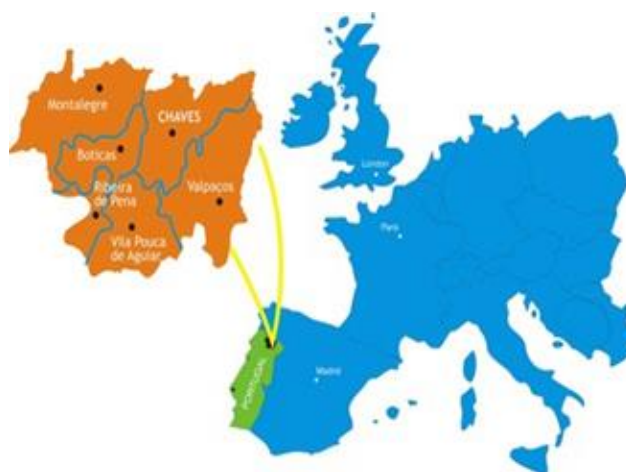 Montalegre
CHAVES
Boticas
Ribeira
de Pena
Valpaços
Vila Pouca
de Aguiar
London
Paris
Madrid
PORTUGAL